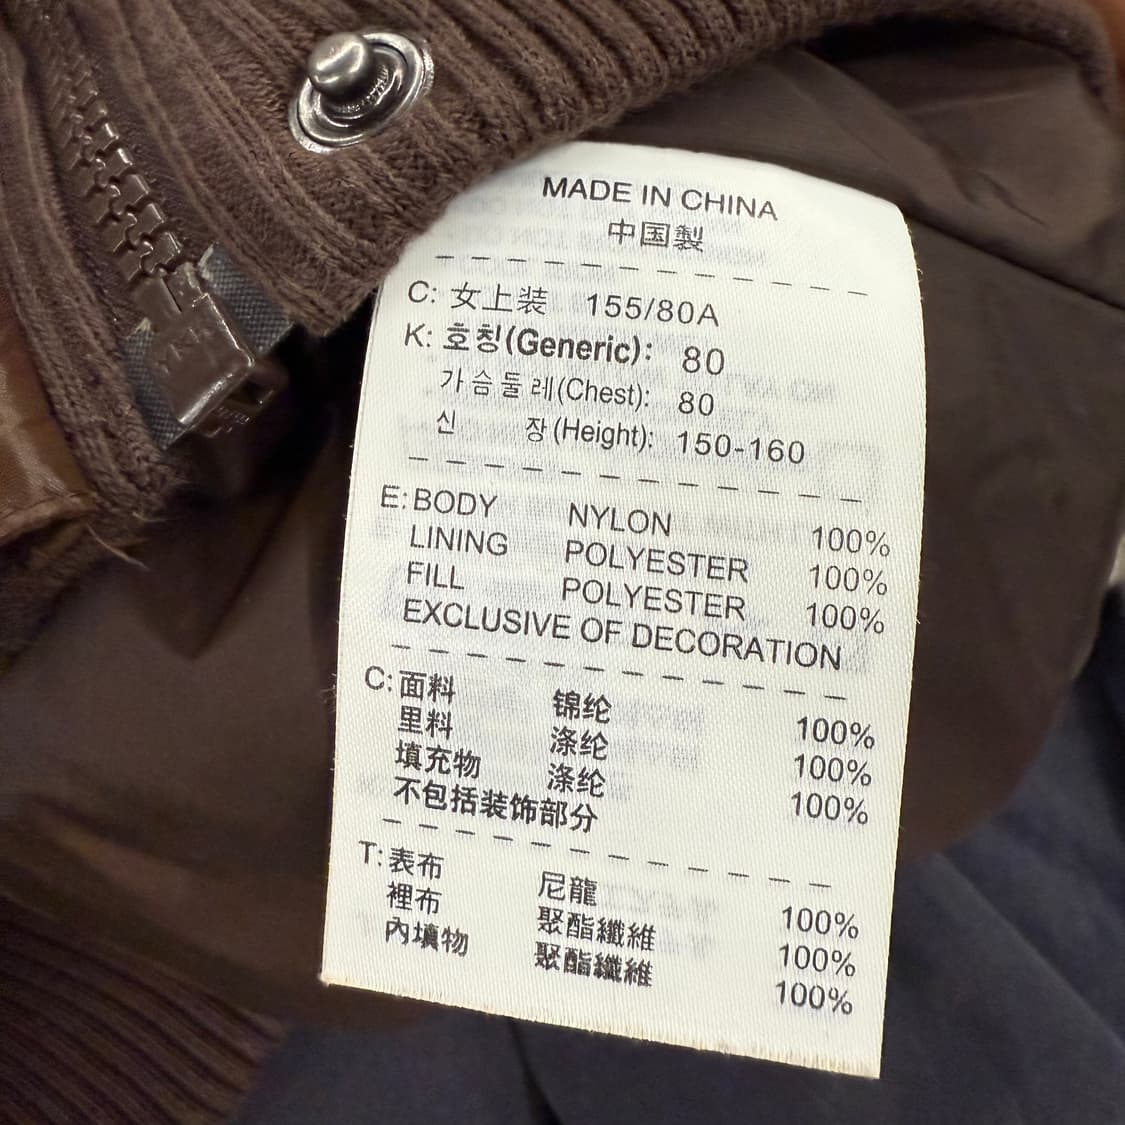 MADE IN CHINA
中国製
C: 女上装 155/80A
K: 호칭(Generic): 80
가슴둘레(Chest): 80
신 장(Height): 150-160
E: BODY NYLON 100%
LINING POLYESTER 100%
FILL POLYESTER 100%
EXCLUSIVE OF DECORATION
C: 面料 锦纶 100%
里料 涤纶 100%
填充物 涤纶 100%
不包括装饰部分
T: 表布 尼龍 100%
裡布 聚酯纖維 100%
內填物 聚酯纖維 100%